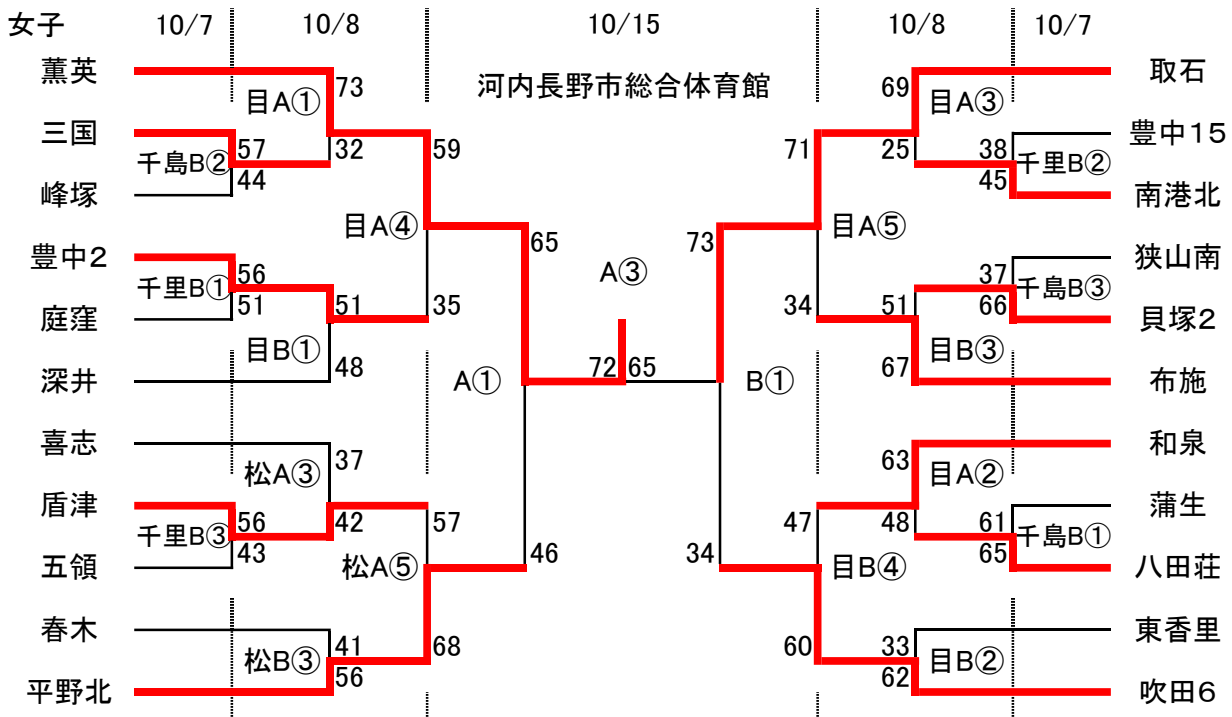 女子 10/7 10/8 10/15 10/8 10/7
薫英 73 河内長野市総合体育館 69 取石
目A① 目A③
三国 57 32 59 71 25 38 豊中15
千島B② 千里B②
峰塚 44 45 南港北
目A④ 65 73 目A⑤
豊中2 56 A③ 37 狭山南
千里B① 千島B③
庭窪 51 51 35 34 51 66 貝塚2
目B① 目B③
深井 48 A① 72 65 B① 67 布施
喜志 37 63 和泉
松A③ 目A②
盾津 56 42 57 47 48 61 蒲生
千里B③ 千島B①
五領 43 松A⑤ 46 34 目B④ 65 八田荘
春木 41 68 60 33 東香里
松B③ 目B②
平野北 56 62 吹田6